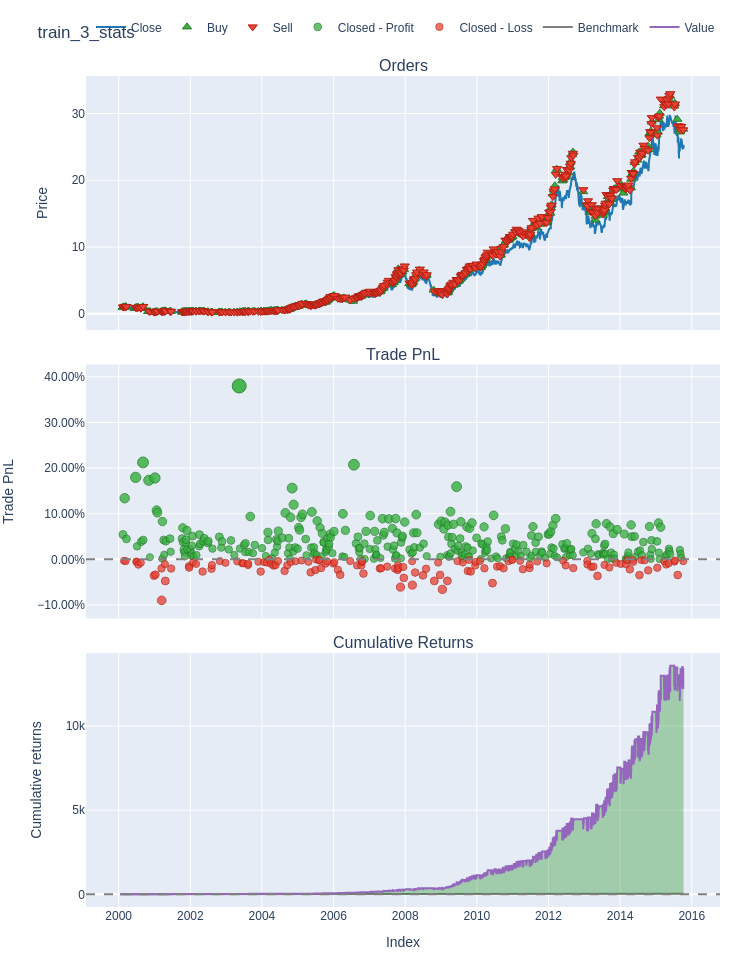 train_3_stats
Close Buy Sell Closed - Profit Closed - Loss Benchmark Value
Orders
30
20
10
0
Price
Trade PnL
40.00%
30.00%
20.00%
10.00%
0.00%
−10.00%
Trade PnL
Cumulative Returns
10k
5k
0
Cumulative returns
2000 2002 2004 2006 2008 2010 2012 2014 2016
Index